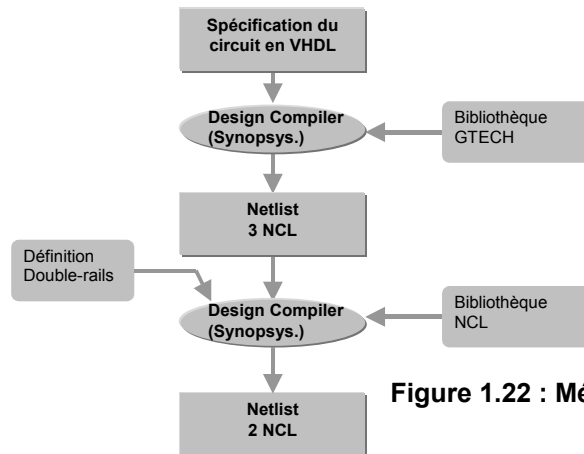 Spécification du
circuit en VHDL
Design Compiler
(Synopsys.)
Bibliothèque
GTECH
Netlist
3 NCL
Définition
Double-rails
Design Compiler
(Synopsys.)
Bibliothèque
NCL
Figure 1.22 : Mé
Netlist
2 NCL